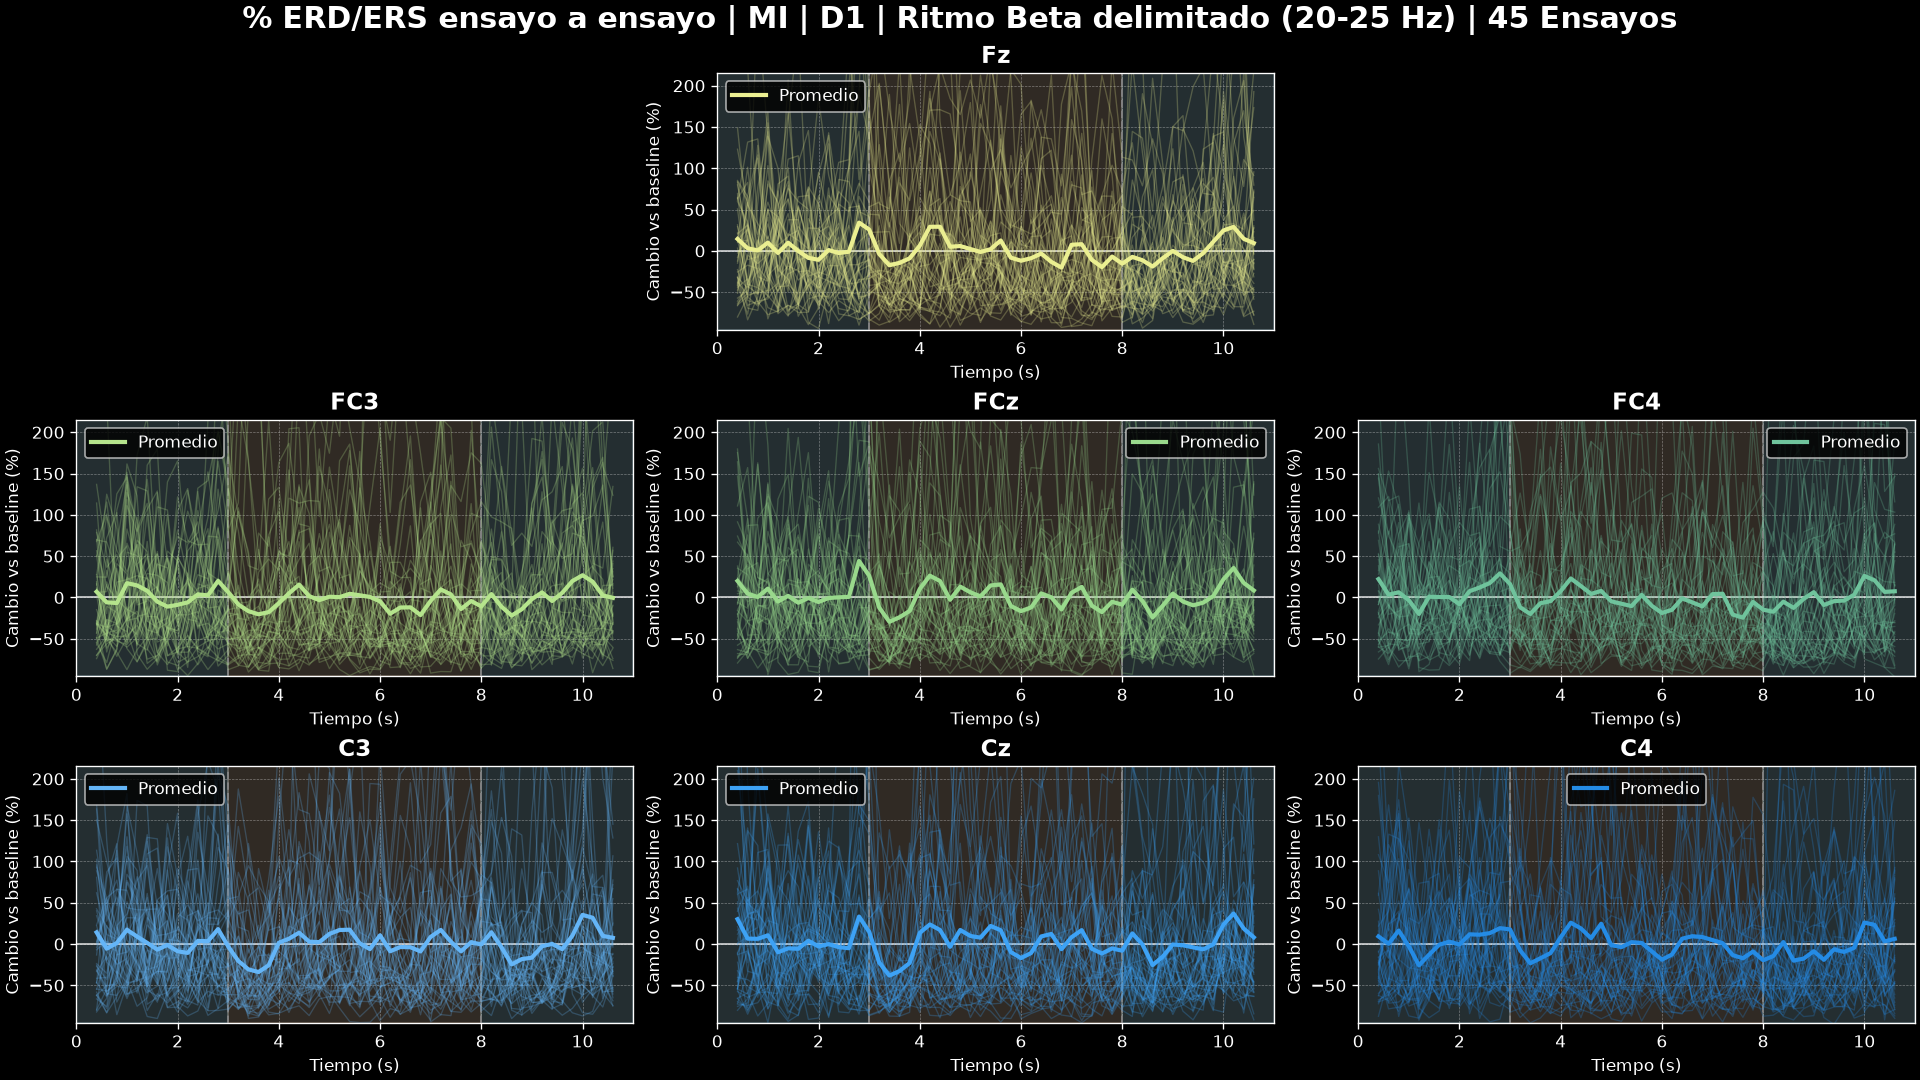 % ERD/ERS ensayo a ensayo | MI | D1 | Ritmo Beta delimitado (20-25 Hz) | 45 Ensayos
Fz
Cambio vs baseline (%)
200
150
100
50
0
−50
Promedio
0 2 4 6 8 10
Tiempo (s)
FC3
Cambio vs baseline (%)
200
150
100
50
0
−50
Promedio
0 2 4 6 8 10
Tiempo (s)
FCz
Cambio vs baseline (%)
200
150
100
50
0
−50
Promedio
0 2 4 6 8 10
Tiempo (s)
FC4
Cambio vs baseline (%)
200
150
100
50
0
−50
Promedio
0 2 4 6 8 10
Tiempo (s)
C3
Cambio vs baseline (%)
200
150
100
50
0
−50
Promedio
0 2 4 6 8 10
Tiempo (s)
Cz
Cambio vs baseline (%)
200
150
100
50
0
−50
Promedio
0 2 4 6 8 10
Tiempo (s)
C4
Cambio vs baseline (%)
200
150
100
50
0
−50
Promedio
0 2 4 6 8 10
Tiempo (s)